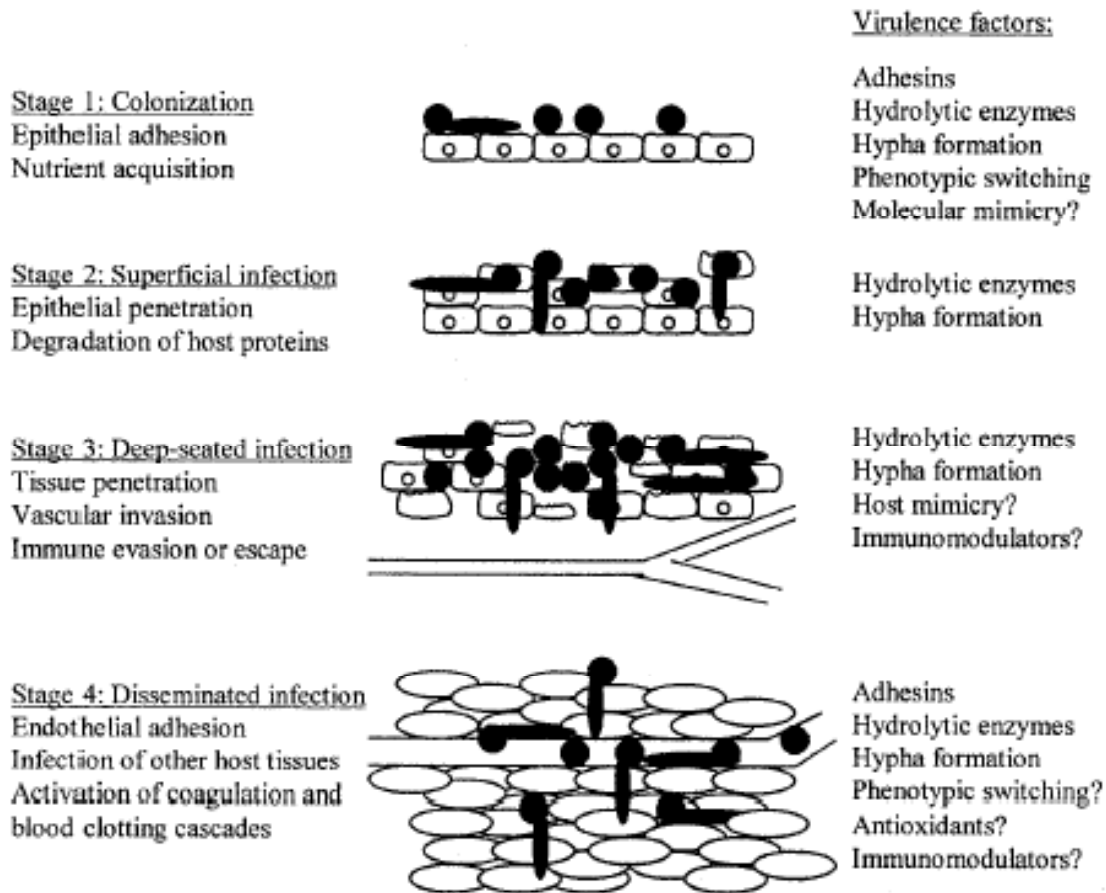 Virulence factors:
Stage 1: Colonization
Epithelial adhesion
Nutrient acquisition
Adhesins
Hydrolytic enzymes
Hypha formation
Phenotypic switching
Molecular mimicry?
Stage 2: Superficial infection
Epithelial penetration
Degradation of host proteins
Hydrolytic enzymes
Hypha formation
Stage 3: Deep-seated infection
Tissue penetration
Vascular invasion
Immune evasion or escape
Hydrolytic enzymes
Hypha formation
Host mimicry?
Immunomodulators?
Stage 4: Disseminated infection
Endothelial adhesion
Infection of other host tissues
Activation of coagulation and
blood clotting cascades
Adhesins
Hydrolytic enzymes
Hypha formation
Phenotypic switching?
Antioxidants?
Immunomodulators?